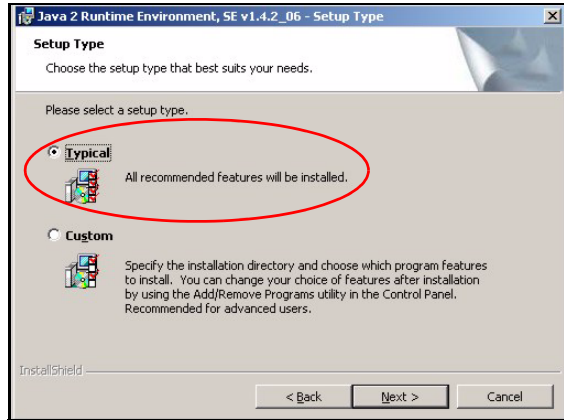 Java 2 Runtime Environment, SE v1.4.2_06 - Setup Type
Setup Type
Choose the setup type that best suits your needs.
Please select a setup type.
Typical
All recommended features will be installed.
Custom
Specify the installation directory and choose which program features
to install. You can change your choice of features after installation
by using the Add/Remove Programs utility in the Control Panel.
Recommended for advanced users.
InstallShield
< Back Next > Cancel